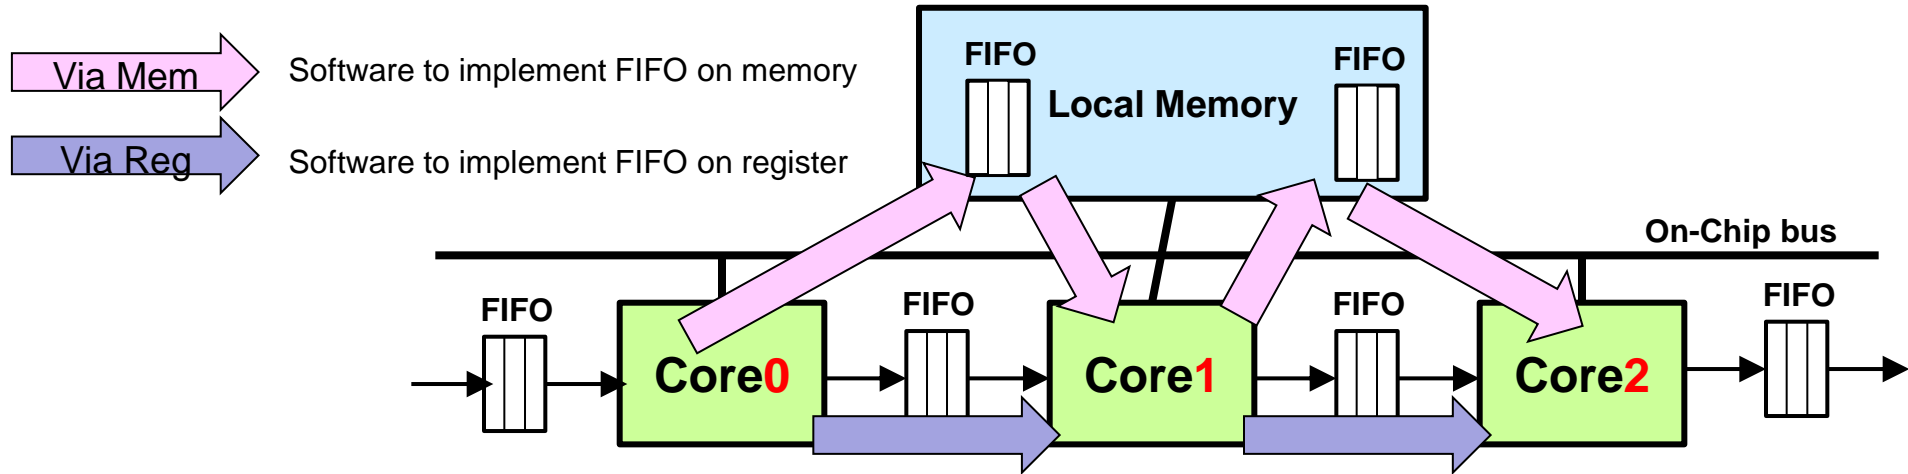 Via Mem
Software to implement FIFO on memory
Via Reg
Software to implement FIFO on register
FIFO
FIFO
Local Memory
On-Chip bus
FIFO
FIFO
FIFO
FIFO
Core0
Core1
Core2